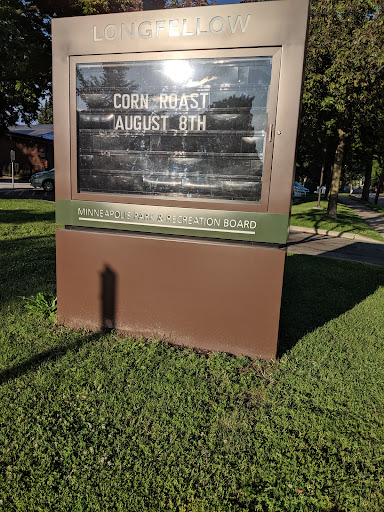 LONGFELLOW
CORN ROAST
AUGUST 8TH
MINNEAPOLIS PARK & RECREATION BOARD